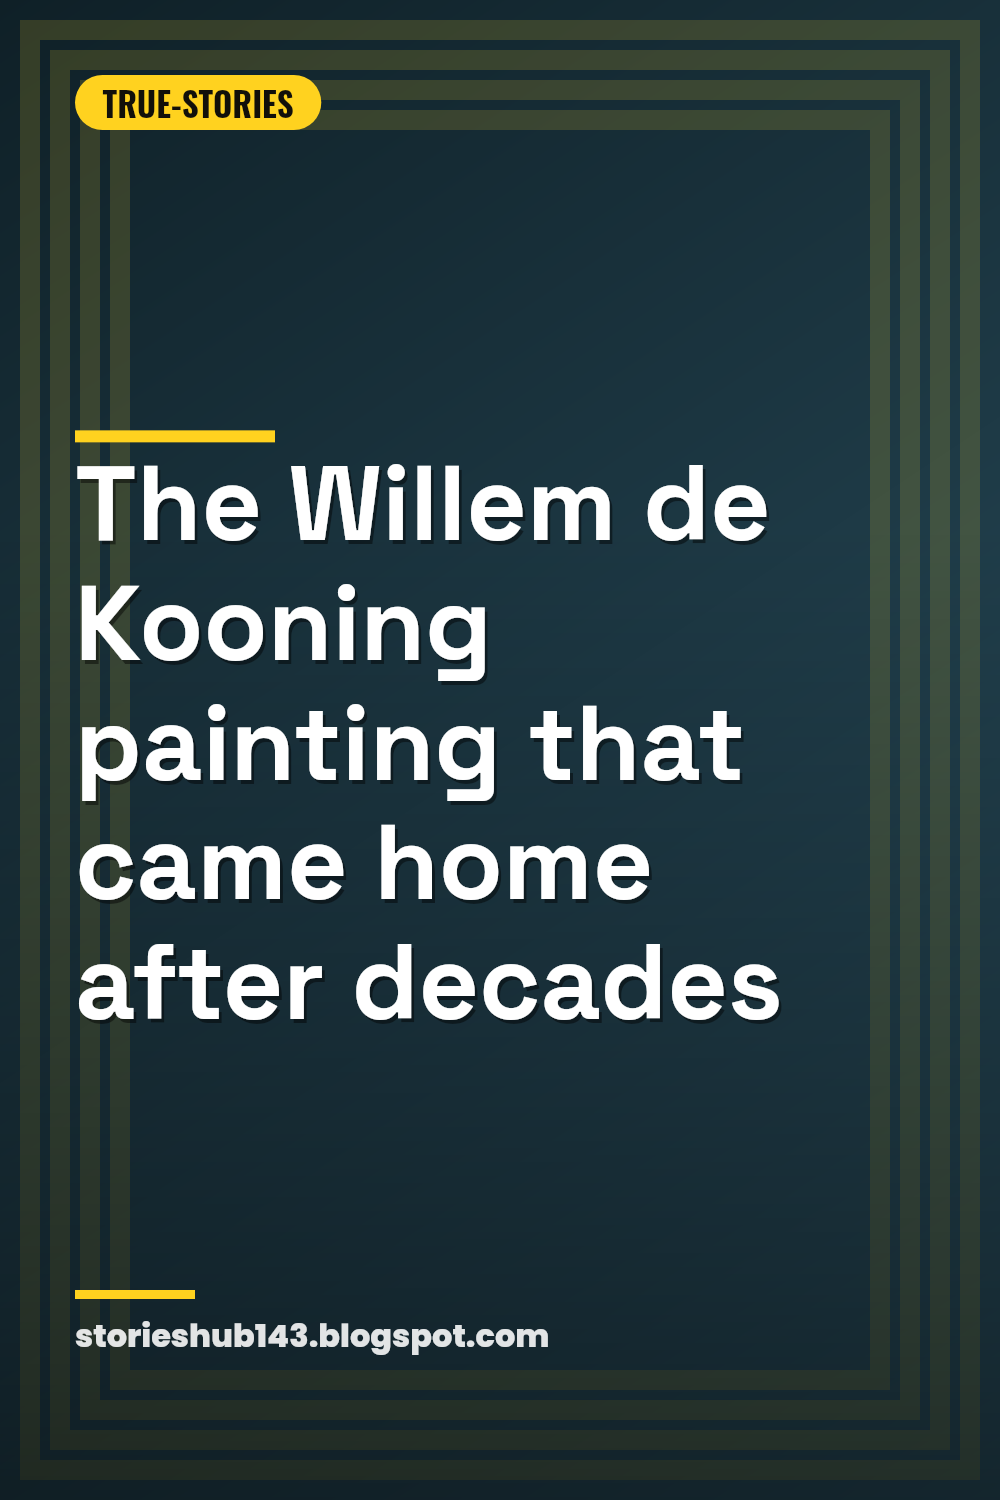 TRUE-STORIES
The Willem de
Kooning
painting that
came home
after decades
storieshub143.blogspot.com